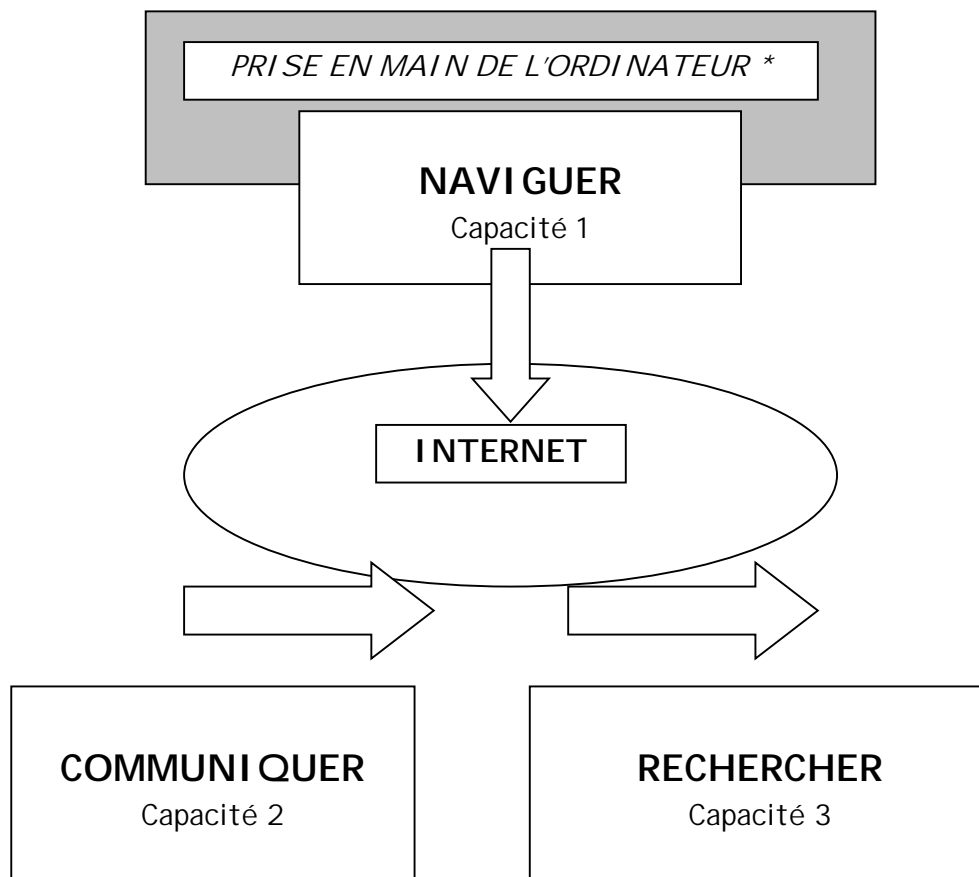 PRISE EN MAIN DE L'ORDINATEUR *
NAVIGUER
Capacité 1
INTERNET
COMMUNIQUER
Capacité 2
RECHERCHER
Capacité 3